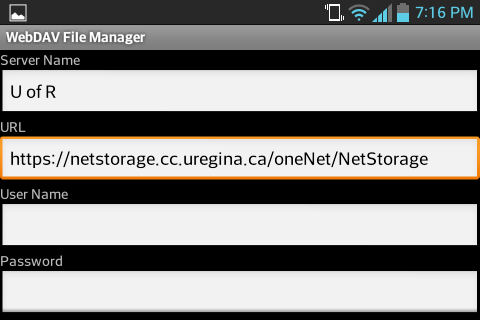 7:16 PM
WebDAV File Manager
Server Name
U of R
URL
https://netstorage.cc.uregina.ca/oneNet/NetStorage
User Name
Password